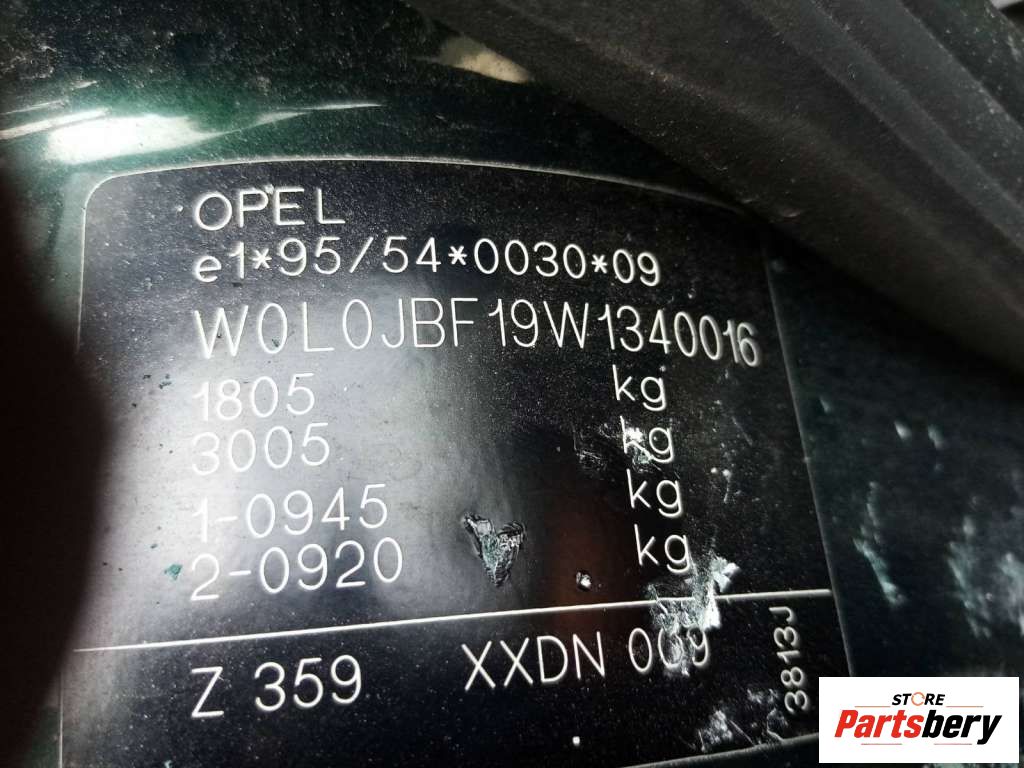 OPEL
e1*95/54*0030*09
W0L0JBF19W1340016
1805 kg
3005 kg
1-0945 kg
2-0920 kg
Z 359 XXDN 009
3813J
STORE
Partsbery